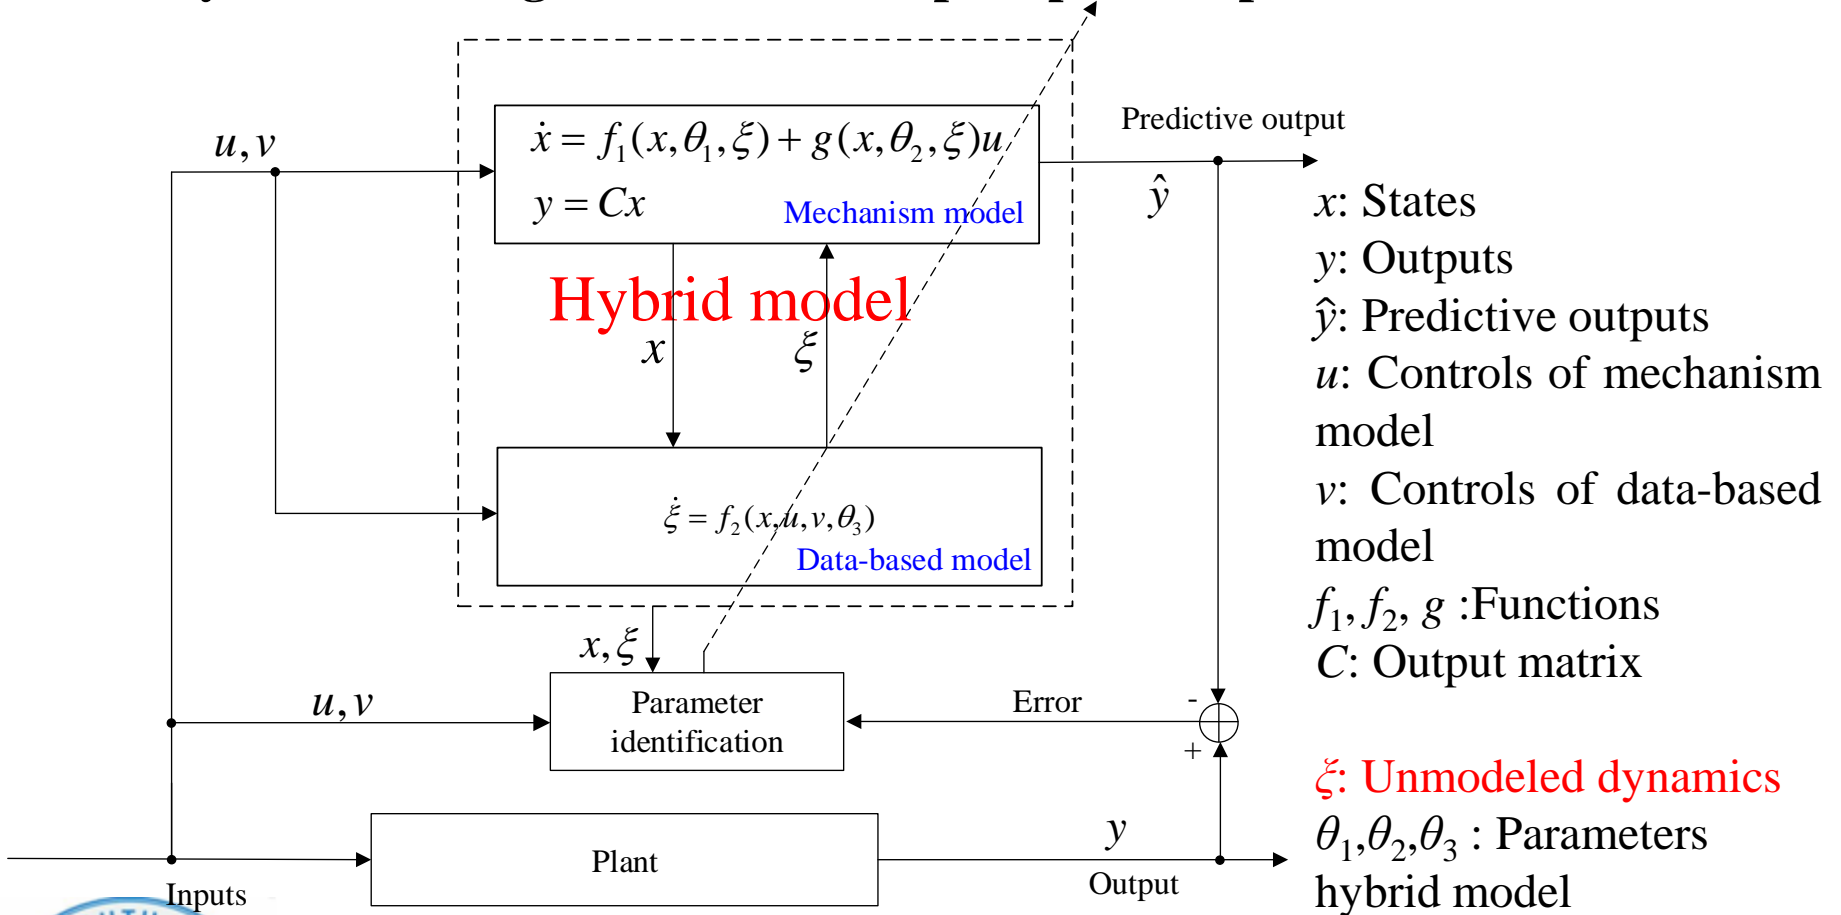 Predictive output
u, v
ẋ = f₁(x, θ₁, ξ) + g(x, θ₂, ξ)u
y = Cx
Mechanism model
ŷ
Hybrid model
x
ξ
ξ̇ = f₂(x, u, v, θ₃)
Data-based model
x, ξ
u, v
Parameter
identification
Error
-
+
Plant
y
Output
Inputs
x: States
y: Outputs
ŷ: Predictive outputs
u: Controls of mechanism
model
v: Controls of data-based
model
f₁, f₂, g :Functions
C: Output matrix
ξ: Unmodeled dynamics
θ₁,θ₂,θ₃ : Parameters
hybrid model